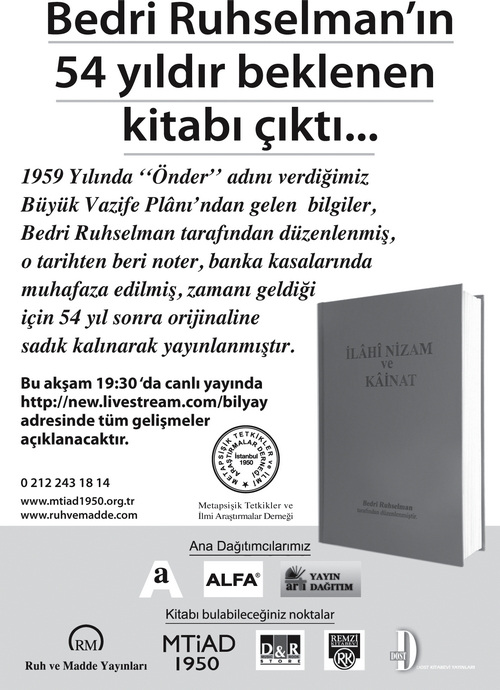 Bedri Ruhselman’ın
54 yıldır beklenen
kitabı çıktı...
1959 Yılında ‘‘Önder’’ adını verdiğimiz
Büyük Vazife Plânı’ndan gelen bilgiler,
Bedri Ruhselman tarafından düzenlenmiş,
o tarihten beri noter, banka kasalarında
muhafaza edilmiş, zamanı geldiği
için 54 yıl sonra orijinaline
sadık kalınarak yayınlanmıştır.
Bu akşam 19:30 ‘da canlı yayında
http://new.livestream.com/bilyay
adresinde tüm gelişmeler
açıklanacaktır.
0 212 243 18 14
www.mtiad1950.org.tr
www.ruhvemadde.com
METAPSİŞİK TETKİKLER ve İLMİ ARAŞTIRMALAR DERNEĞİ
İstanbul
1950
Metapsişik Tetkikler ve
İlmi Araştırmalar Derneği
İLÂHÎ NİZAM
ve
KÂİNAT
Bedri Ruhselman
tarafından düzenlenmiştir.
Ana Dağıtımcılarımız
a
ALFA®
artı
YAYIN
DAĞITIM
Kitabı bulabileceğiniz noktalar
RM
Ruh ve Madde Yayınları
MTİAD
1950
D&R
STORE
REMZİ
KİTABEVİ
RK
DOST
DOST KİTABEVİ YAYINLARI